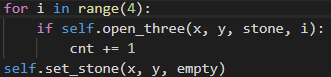 for i in range(4):
    if self.open_three(x, y, stone, i):
        cnt += 1
self.set_stone(x, y, empty)